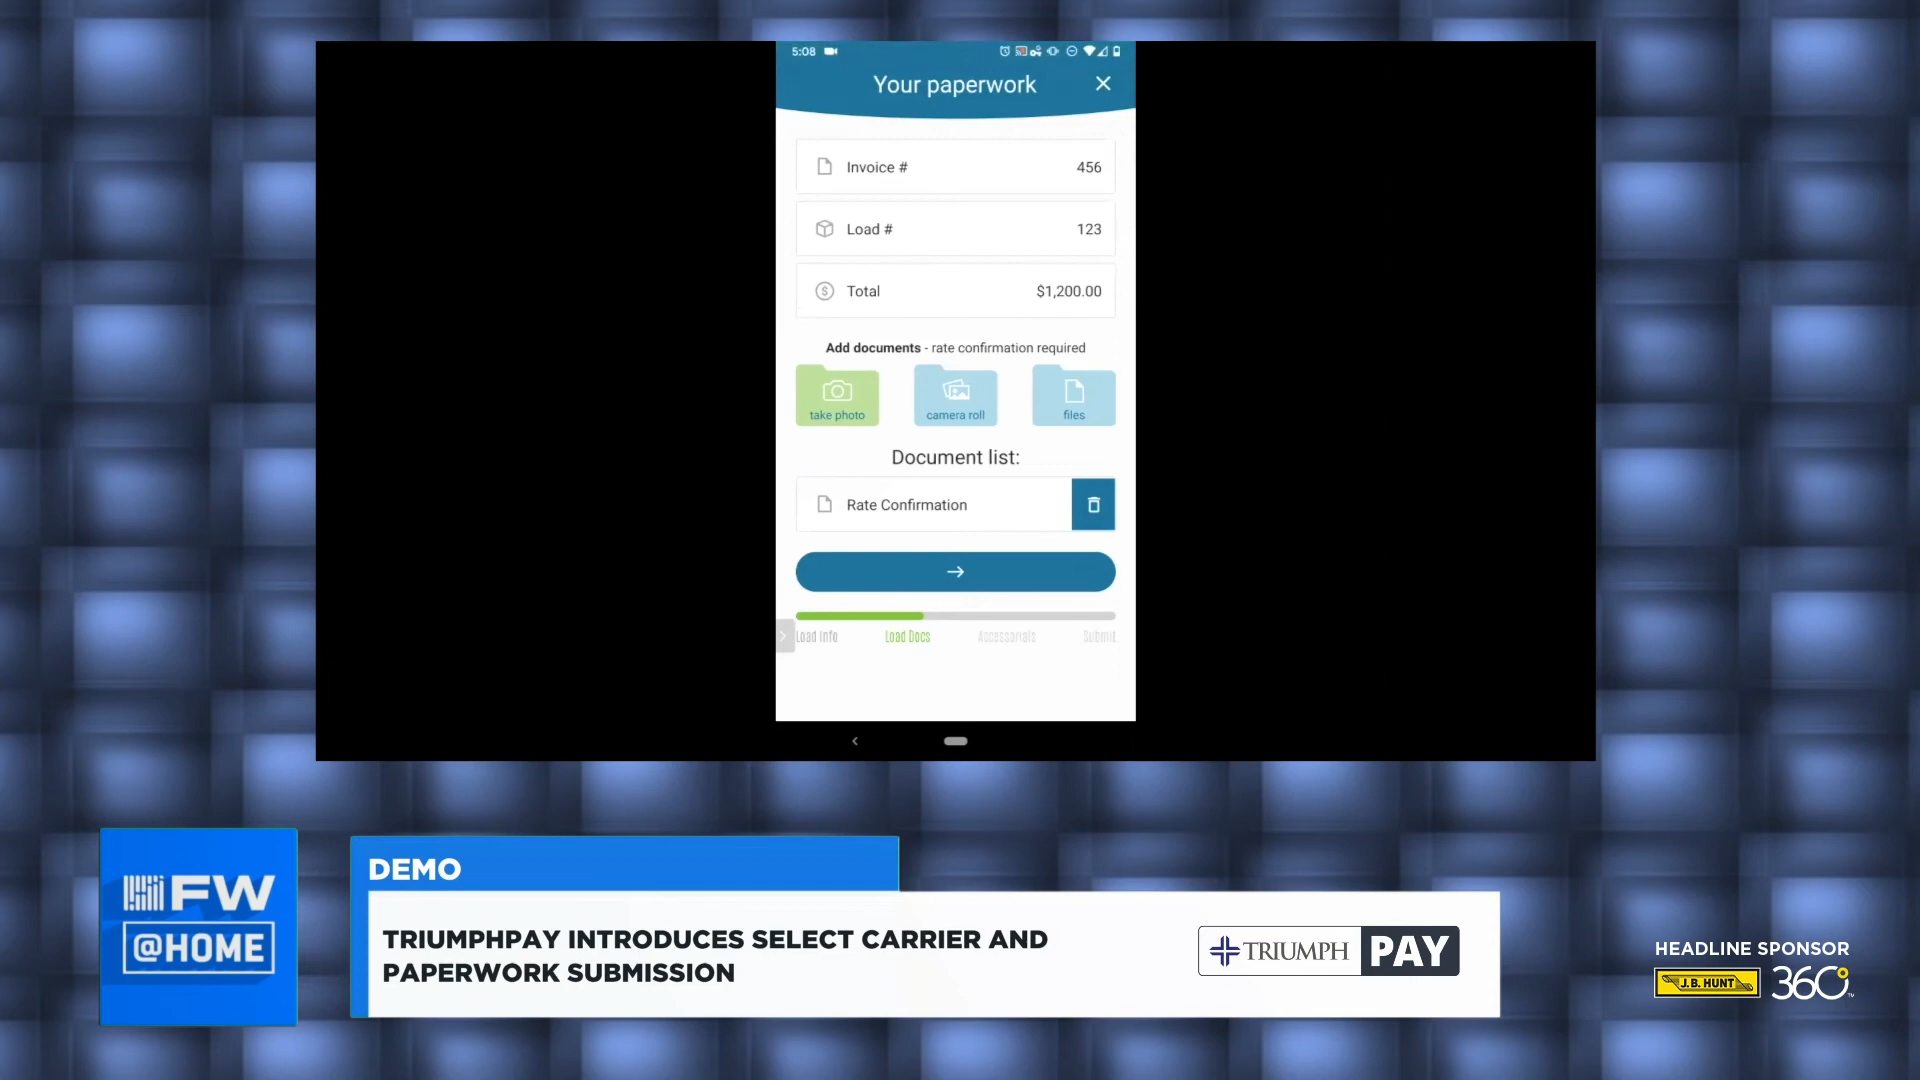 5:08
Your paperwork
Invoice # 456
Load # 123
Total $1,200.00
Add documents - rate confirmation required
take photo camera roll files
Document list:
Rate Confirmation
Load Info Load Docs Accessorials Submit
FW
@HOME
DEMO
TRIUMPHPAY INTRODUCES SELECT CARRIER AND
PAPERWORK SUBMISSION
TRIUMPH PAY
HEADLINE SPONSOR
J.B. HUNT 360°